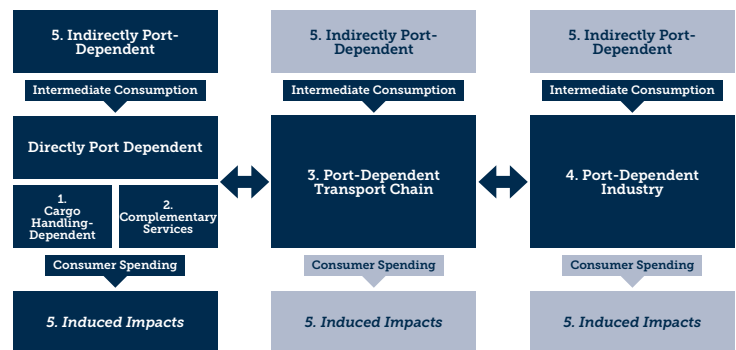 5. Indirectly Port-
Dependent
Intermediate Consumption
Directly Port Dependent
1.
Cargo
Handling-
Dependent
2.
Complementary
Services
Consumer Spending
5. Induced Impacts
5. Indirectly Port-
Dependent
Intermediate Consumption
3. Port-Dependent
Transport Chain
Consumer Spending
5. Induced Impacts
5. Indirectly Port-
Dependent
Intermediate Consumption
4. Port-Dependent
Industry
Consumer Spending
5. Induced Impacts